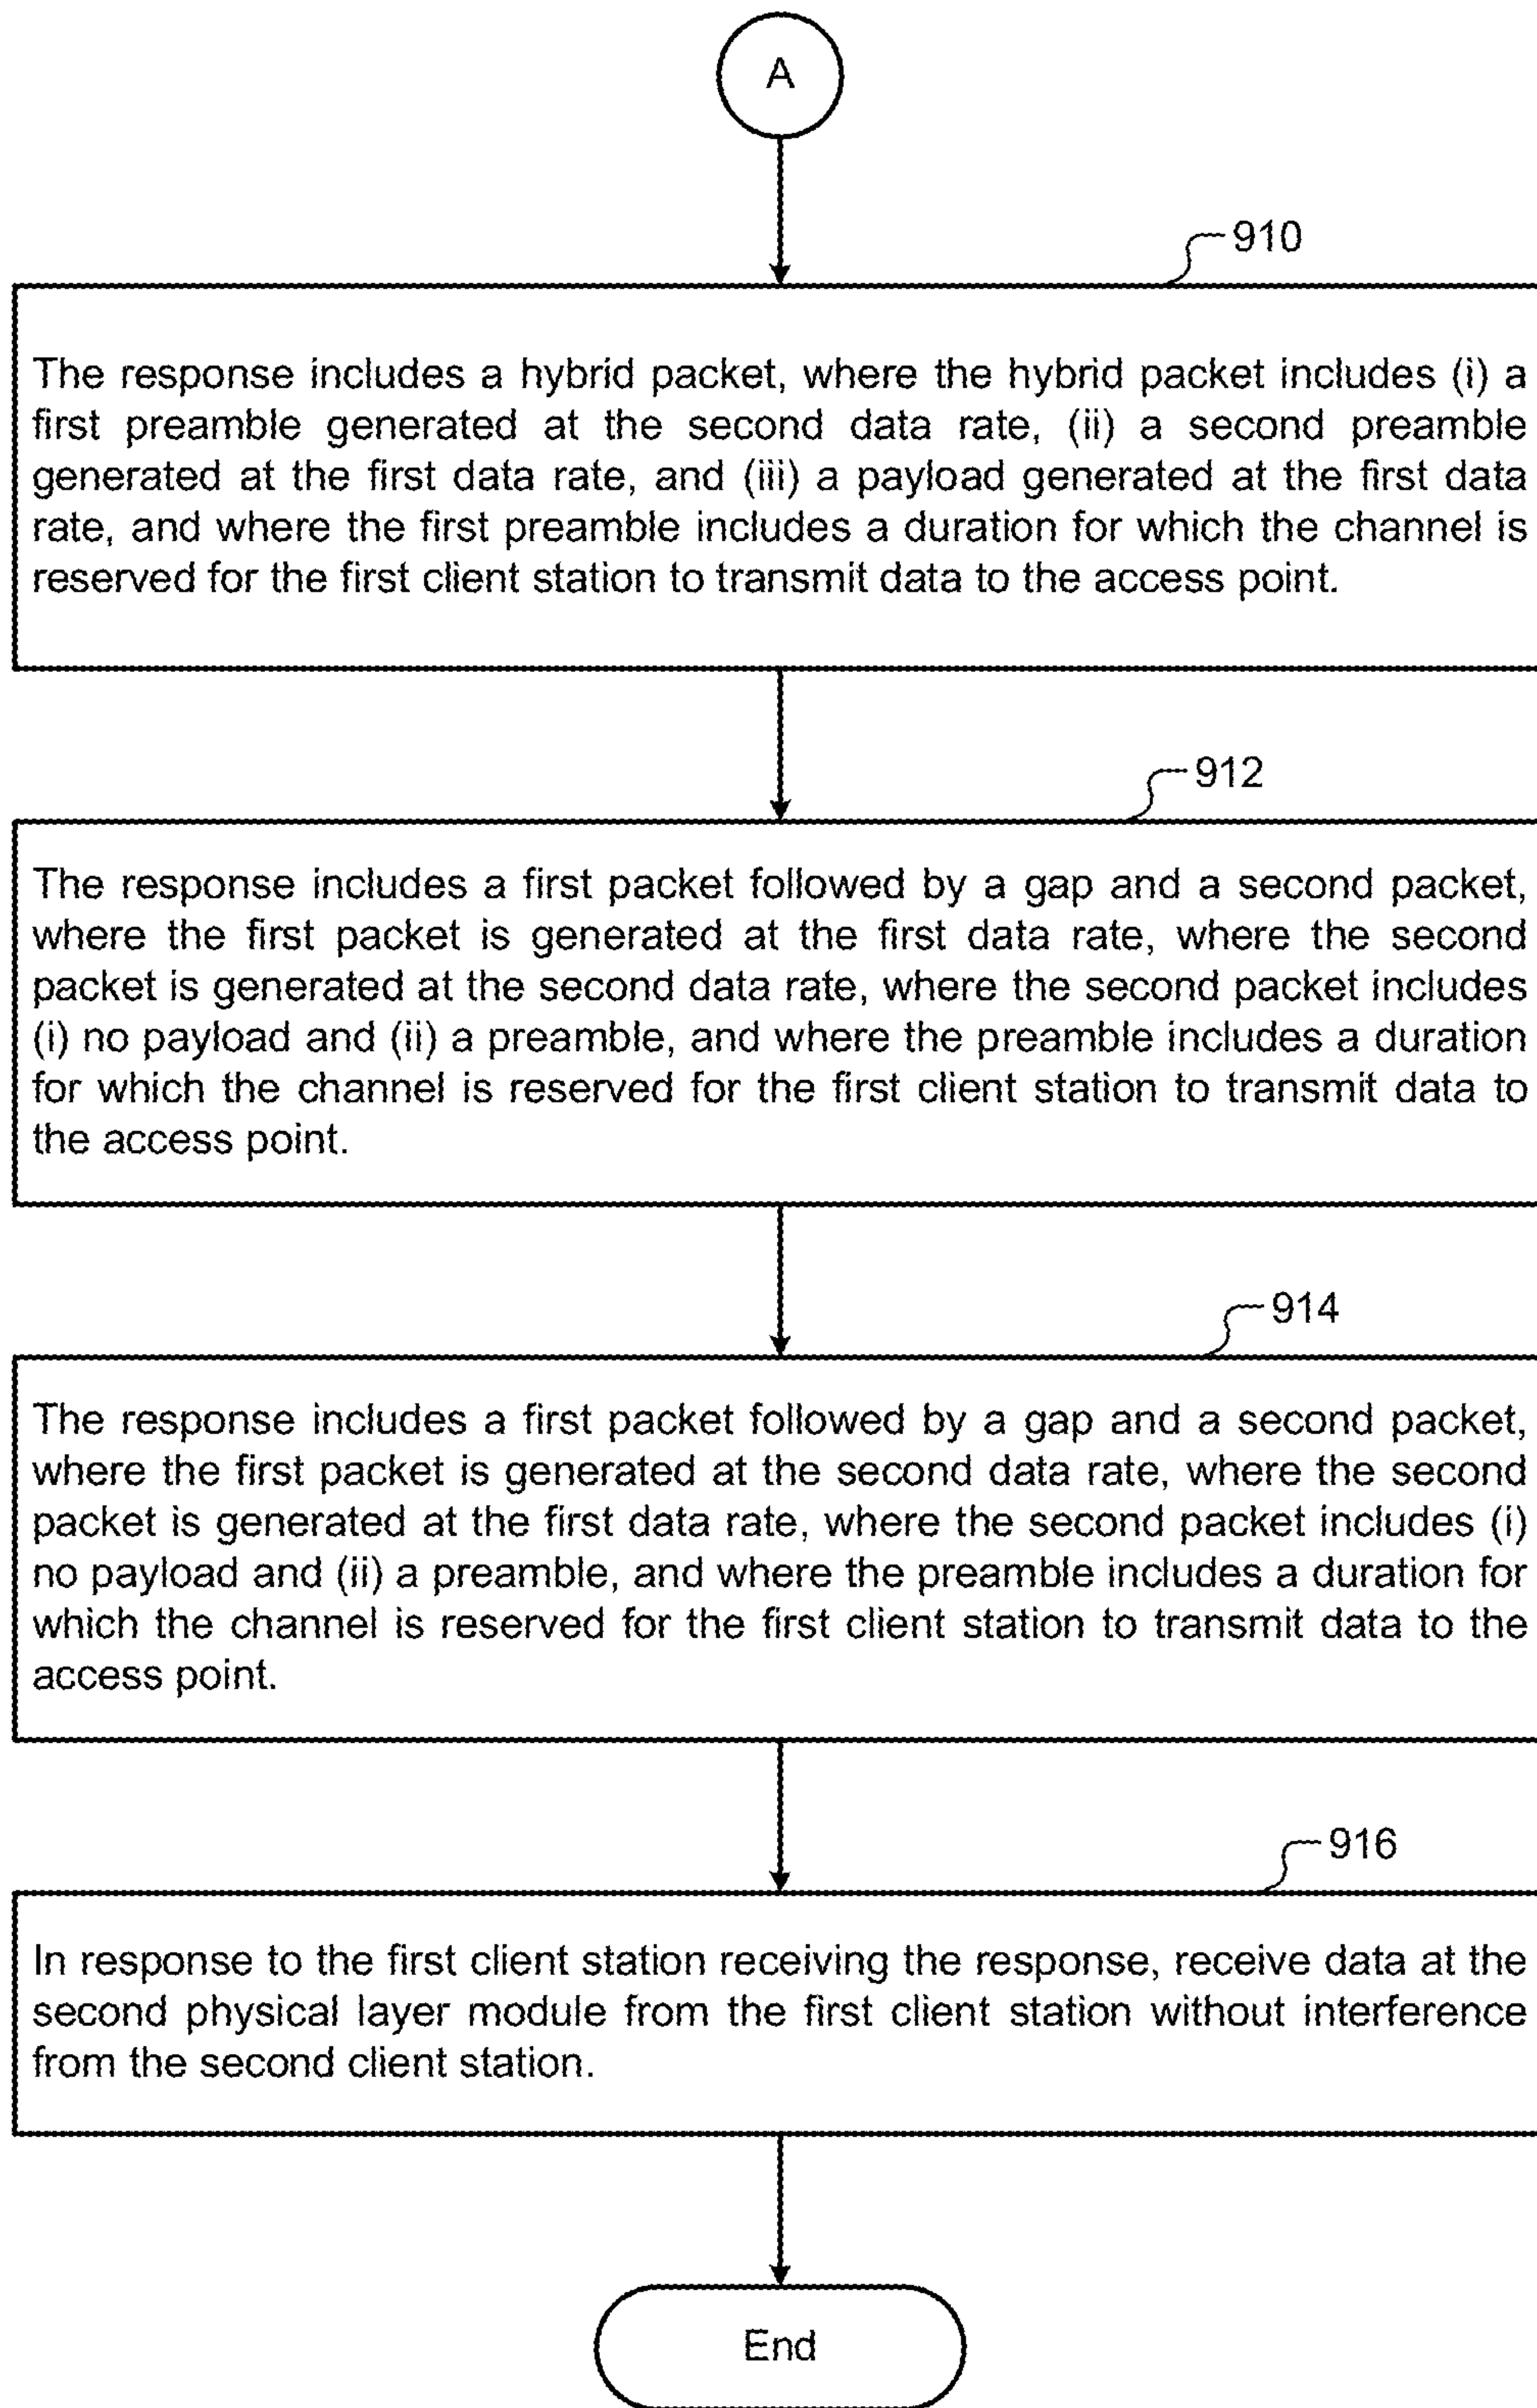 A
910
The response includes a hybrid packet, where the hybrid packet includes (i) a
first preamble generated at the second data rate, (ii) a second preamble
generated at the first data rate, and (iii) a payload generated at the first data
rate, and where the first preamble includes a duration for which the channel is
reserved for the first client station to transmit data to the access point.
912
The response includes a first packet followed by a gap and a second packet,
where the first packet is generated at the first data rate, where the second
packet is generated at the second data rate, where the second packet includes
(i) no payload and (ii) a preamble, and where the preamble includes a duration
for which the channel is reserved for the first client station to transmit data to
the access point.
914
The response includes a first packet followed by a gap and a second packet,
where the first packet is generated at the second data rate, where the second
packet is generated at the first data rate, where the second packet includes (i)
no payload and (ii) a preamble, and where the preamble includes a duration for
which the channel is reserved for the first client station to transmit data to the
access point.
916
In response to the first client station receiving the response, receive data at the
second physical layer module from the first client station without interference
from the second client station.
End